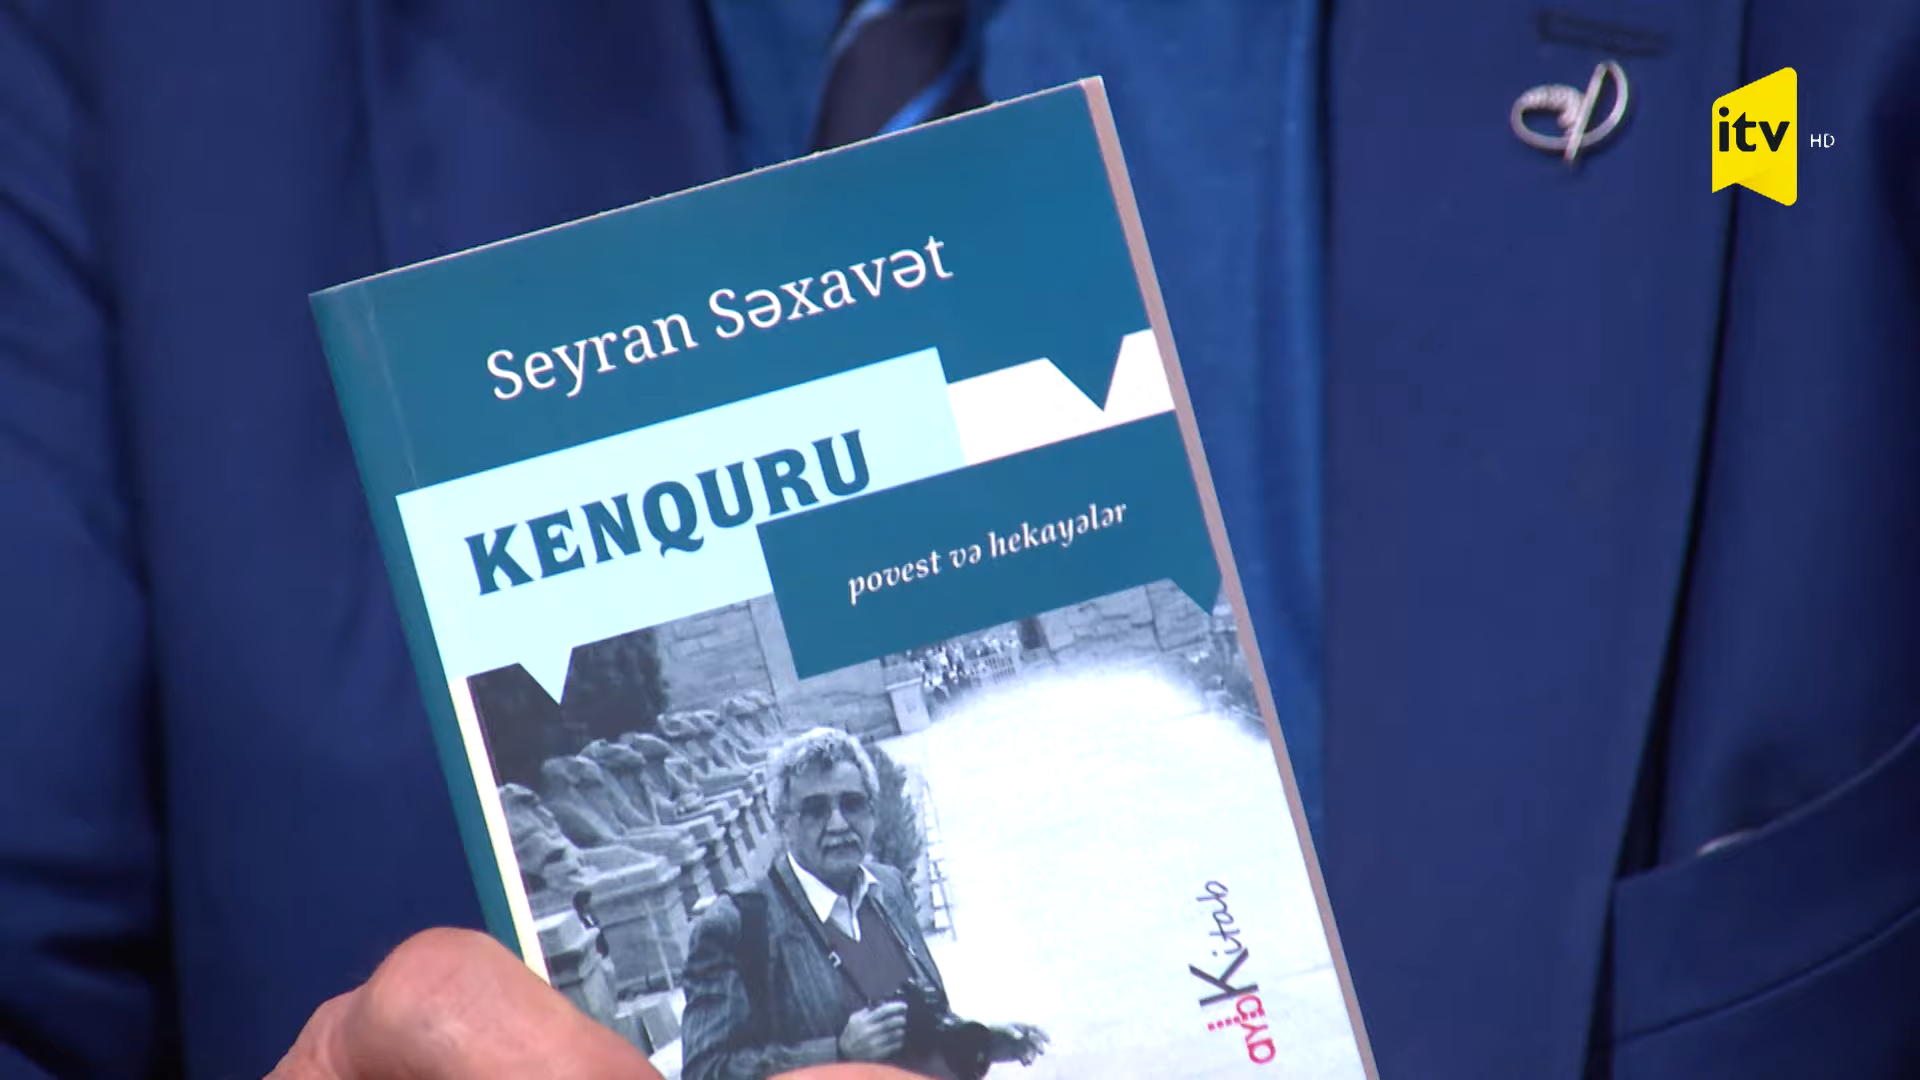 itv HD
Seyran Səxavət
KENQURU
povest və hekayələr
Kitab